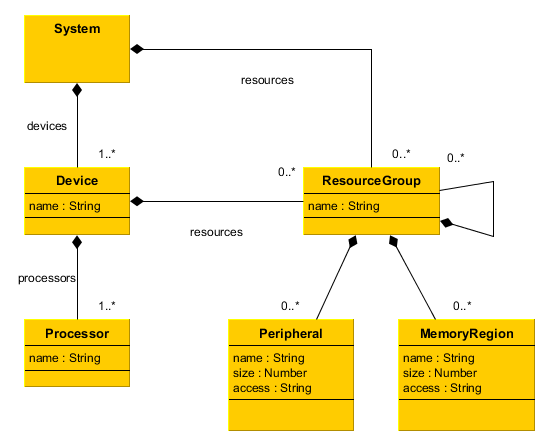 System
resources
devices
1..*
0..*
0..*
0..*
Device
name : String
ResourceGroup
name : String
resources
processors
1..*
0..*
0..*
Processor
name : String
Peripheral
name : String
size : Number
access : String
MemoryRegion
name : String
size : Number
access : String